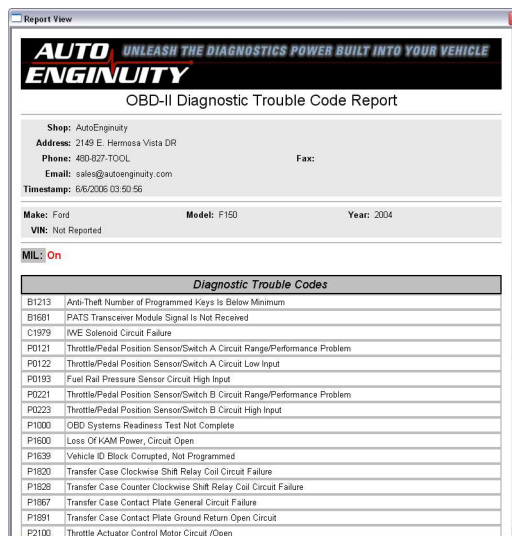 Report View
AUTO ENGINUITY
UNLEASH THE DIAGNOSTICS POWER BUILT INTO YOUR VEHICLE
OBD-II Diagnostic Trouble Code Report
Shop: AutoEnginuity
Address: 2149 E. Hermosa Vista DR
Phone: 480-827-TOOL Fax:
Email: sales@autoenginuity.com
Timestamp: 6/6/2006 03:50:56
Make: Ford Model: F150 Year: 2004
VIN: Not Reported
MIL: On
Diagnostic Trouble Codes
B1213 Anti-Theft Number of Programmed Keys Is Below Minimum
B1681 PATS Transceiver Module Signal Is Not Received
C1979 IWE Solenoid Circuit Failure
P0121 Throttle/Pedal Position Sensor/Switch A Circuit Range/Performance Problem
P0122 Throttle/Pedal Position Sensor/Switch A Circuit Low Input
P0193 Fuel Rail Pressure Sensor Circuit High Input
P0221 Throttle/Pedal Position Sensor/Switch B Circuit Range/Performance Problem
P0223 Throttle/Pedal Position Sensor/Switch B Circuit High Input
P1000 OBD Systems Readiness Test Not Complete
P1600 Loss Of KAM Power, Circuit Open
P1639 Vehicle ID Block Corrupted, Not Programmed
P1820 Transfer Case Clockwise Shift Relay Coil Circuit Failure
P1828 Transfer Case Counter Clockwise Shift Relay Coil Circuit Failure
P1867 Transfer Case Contact Plate General Circuit Failure
P1891 Transfer Case Contact Plate Ground Return Open Circuit
P2100 Throttle Actuator Control Motor Circuit /Open